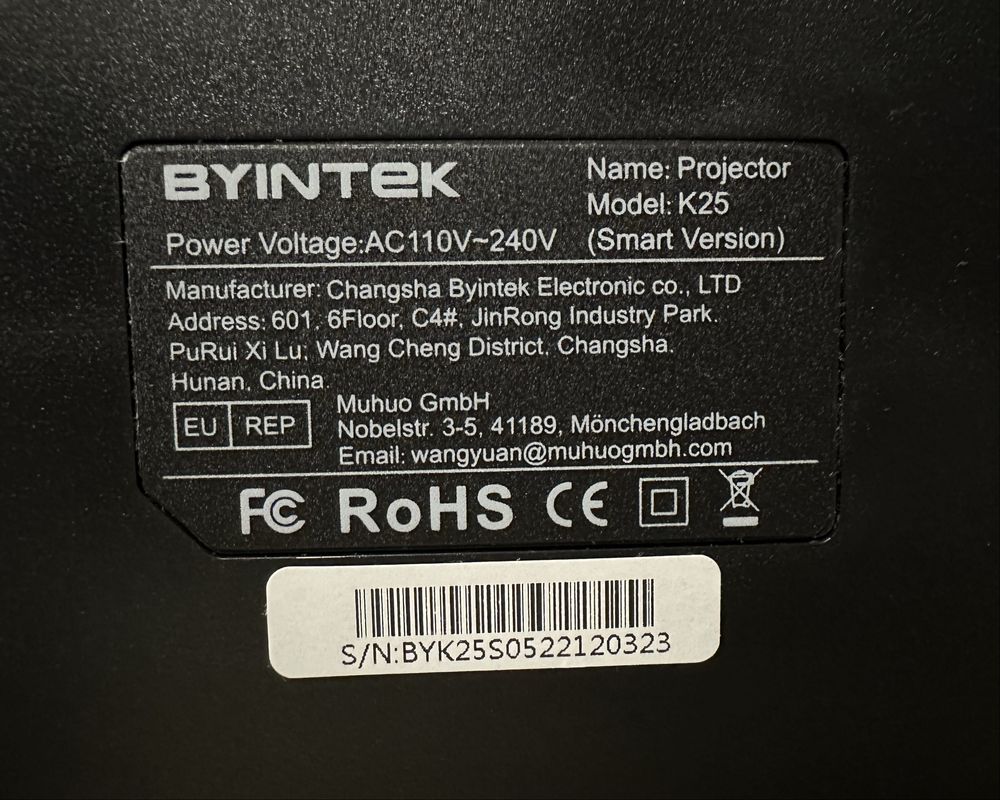 BYINTEK
Name: Projector
Model: K25
Power Voltage:AC110V~240V
(Smart Version)
Manufacturer: Changsha Byintek Electronic co., LTD
Address: 601, 6Floor, C4#, JinRong Industry Park.
PuRui Xi Lu; Wang Cheng District, Changsha.
Hunan, China.
EU REP
Muhuo GmbH
Nobelstr. 3-5, 41189, Mönchengladbach
Email: wangyuan@muhuogmbh.com
FC RoHS CE
S/N:BYK25S0522120323